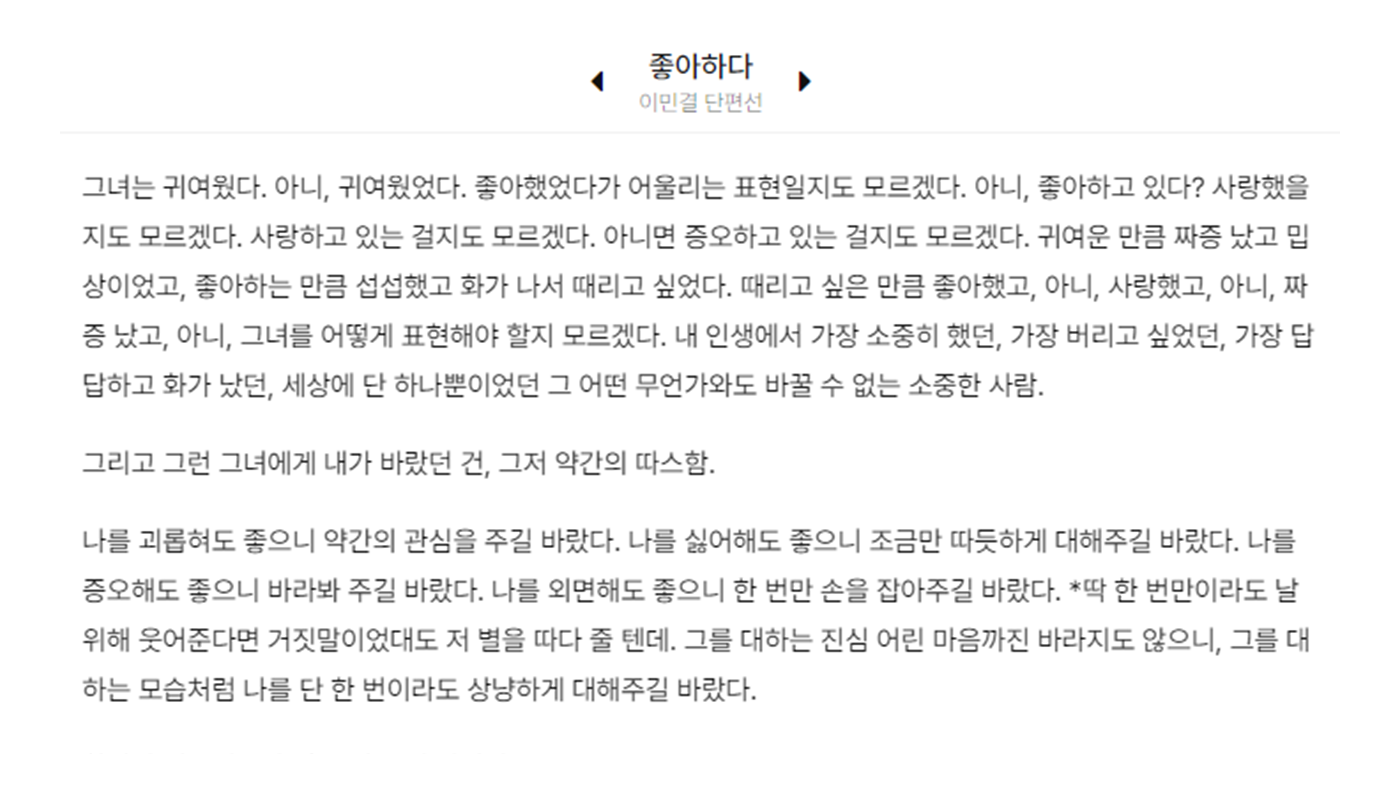 좋아하다
이민결 단편선
그녀는 귀여웠다. 아니, 귀여웠었다. 좋아했었다가 어울리는 표현일지도 모르겠다. 아니, 좋아하고 있다? 사랑했을
지도 모르겠다. 사랑하고 있는 걸지도 모르겠다. 아니면 증오하고 있는 걸지도 모르겠다. 귀여운 만큼 짜증 났고 밉
상이었고, 좋아하는 만큼 섭섭했고 화가 나서 때리고 싶었다. 때리고 싶은 만큼 좋아했고, 아니, 사랑했고, 아니, 짜
증 났고, 아니, 그녀를 어떻게 표현해야 할지 모르겠다. 내 인생에서 가장 소중히 했던, 가장 버리고 싶었던, 가장 답
답하고 화가 났던, 세상에 단 하나뿐이었던 그 어떤 무언가와도 바꿀 수 없는 소중한 사람.
그리고 그런 그녀에게 내가 바랐던 건, 그저 약간의 따스함.
나를 괴롭혀도 좋으니 약간의 관심을 주길 바랐다. 나를 싫어해도 좋으니 조금만 따듯하게 대해주길 바랐다. 나를
증오해도 좋으니 바라봐 주길 바랐다. 나를 외면해도 좋으니 한 번만 손을 잡아주길 바랐다. *딱 한 번만이라도 날
위해 웃어준다면 거짓말이었대도 저 별을 따다 줄 텐데. 그를 대하는 진심 어린 마음까진 바라지도 않으니, 그를 대
하는 모습처럼 나를 단 한 번이라도 상냥하게 대해주길 바랐다.